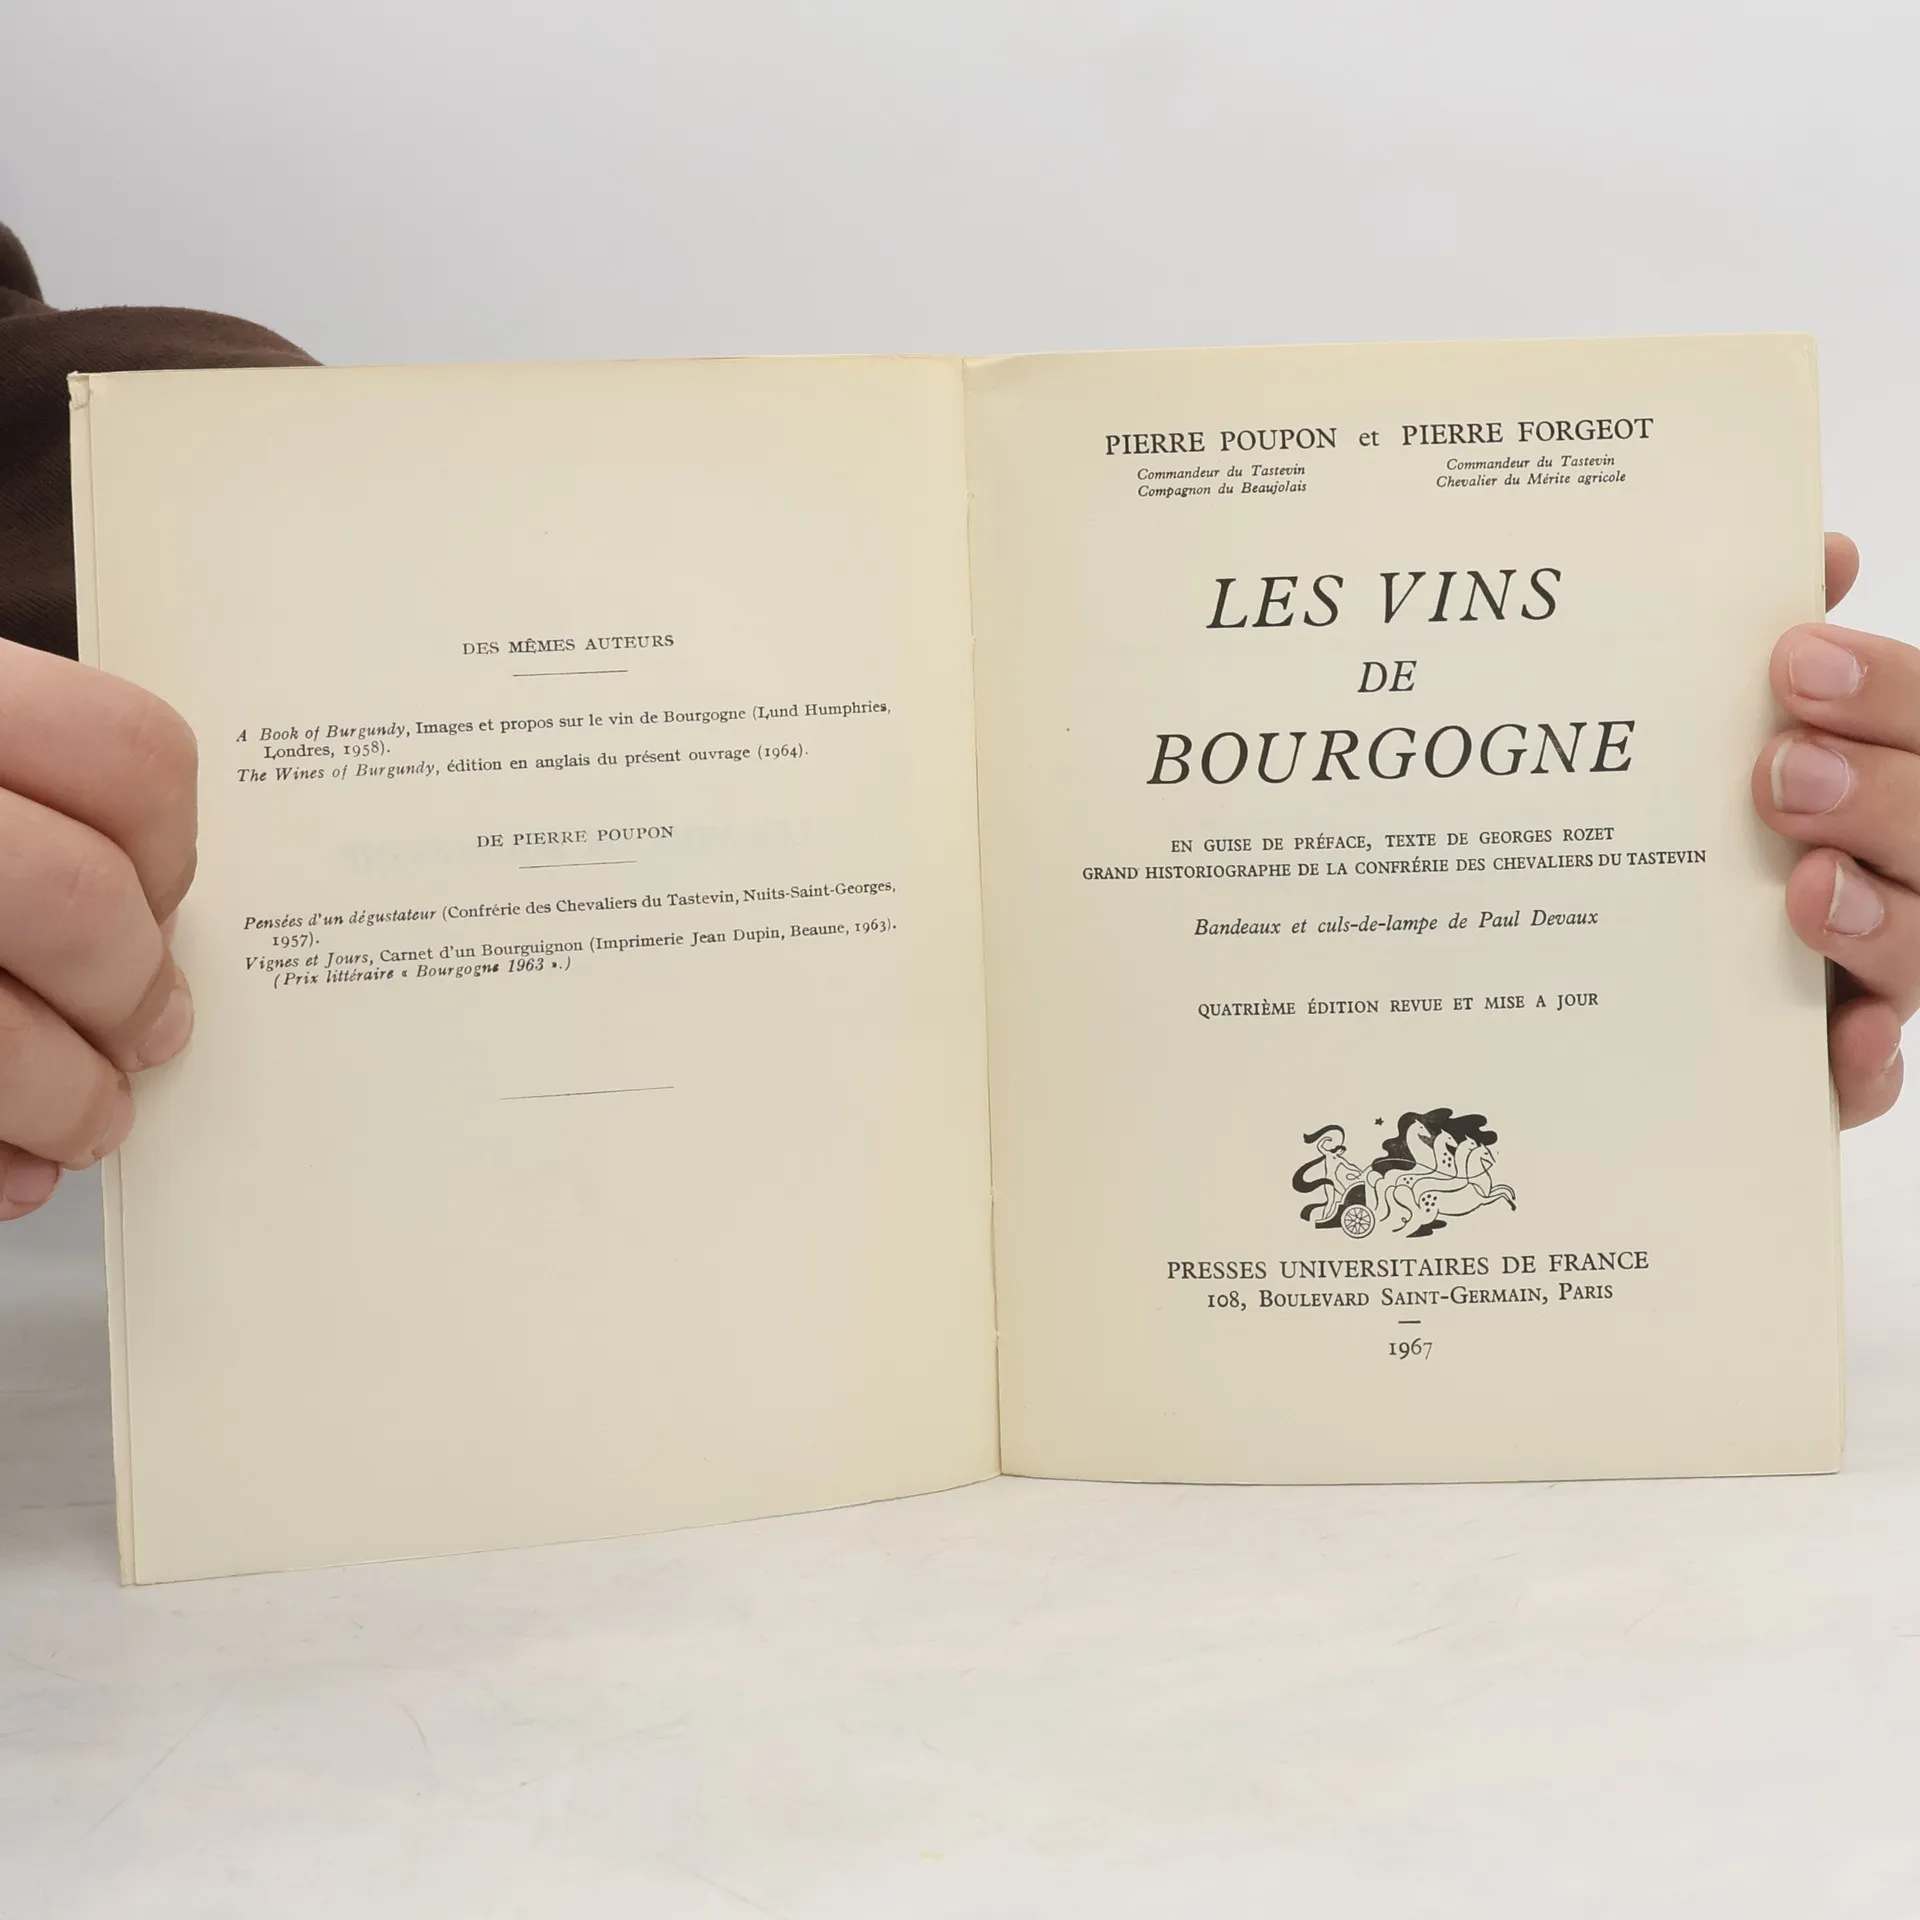 DES MÊMES AUTEURS
A Book of Burgundy, Images et propos sur le vin de Bourgogne (Lund Humphries,
Londres, 1958).
The Wines of Burgundy, édition en anglais du présent ouvrage (1964).
DE PIERRE POUPON
Pensées d'un dégustateur (Confrérie des Chevaliers du Tastevin, Nuits-Saint-Georges,
1957).
Vignes et Jours, Carnet d'un Bourguignon (Imprimerie Jean Dupin, Beaune, 1963).
(Prix littéraire « Bourgogne 1963 ».)
PIERRE POUPON et PIERRE FORGEOT
Commandeur du Tastevin Commandeur du Tastevin
Compagnon du Beaujolais Chevalier du Mérite agricole
LES VINS
DE
BOURGOGNE
EN GUISE DE PRÉFACE, TEXTE DE GEORGES ROZET
GRAND HISTORIOGRAPHE DE LA CONFRÉRIE DES CHEVALIERS DU TASTEVIN
Bandeaux et culs-de-lampe de Paul Devaux
QUATRIÈME ÉDITION REVUE ET MISE A JOUR
PRESSES UNIVERSITAIRES DE FRANCE
108, BOULEVARD SAINT-GERMAIN, PARIS
1967